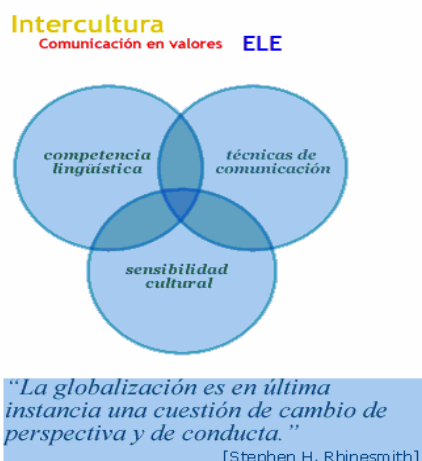 Intercultura
Comunicación en valores ELE
competencia
lingüística
técnicas de
comunicación
sensibilidad
cultural
“La globalización es en última
instancia una cuestión de cambio de
perspectiva y de conducta.”
[Stephen H. Rhinesmith]